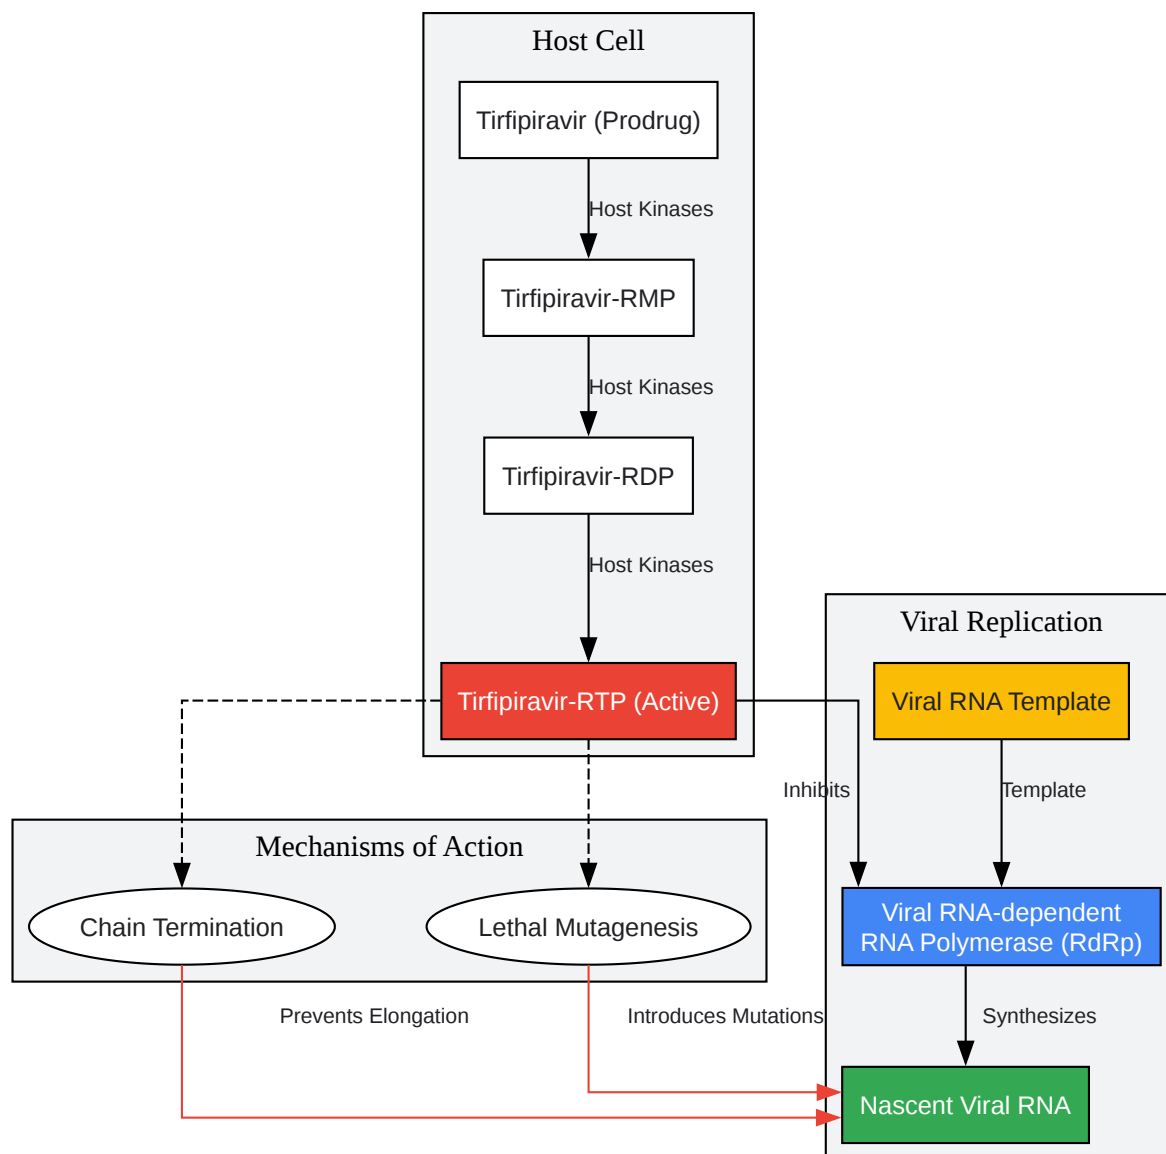 Host Cell
Tirfipiravir (Prodrug)
Host Kinases
Tirfipiravir-RMP
Host Kinases
Tirfipiravir-RDP
Host Kinases
Tirfipiravir-RTP (Active)
Viral Replication
Viral RNA Template
Inhibits
Template
Mechanisms of Action
Chain Termination
Lethal Mutagenesis
Viral RNA-dependent
RNA Polymerase (RdRp)
Prevents Elongation
Introduces Mutations
Synthesizes
Nascent Viral RNA